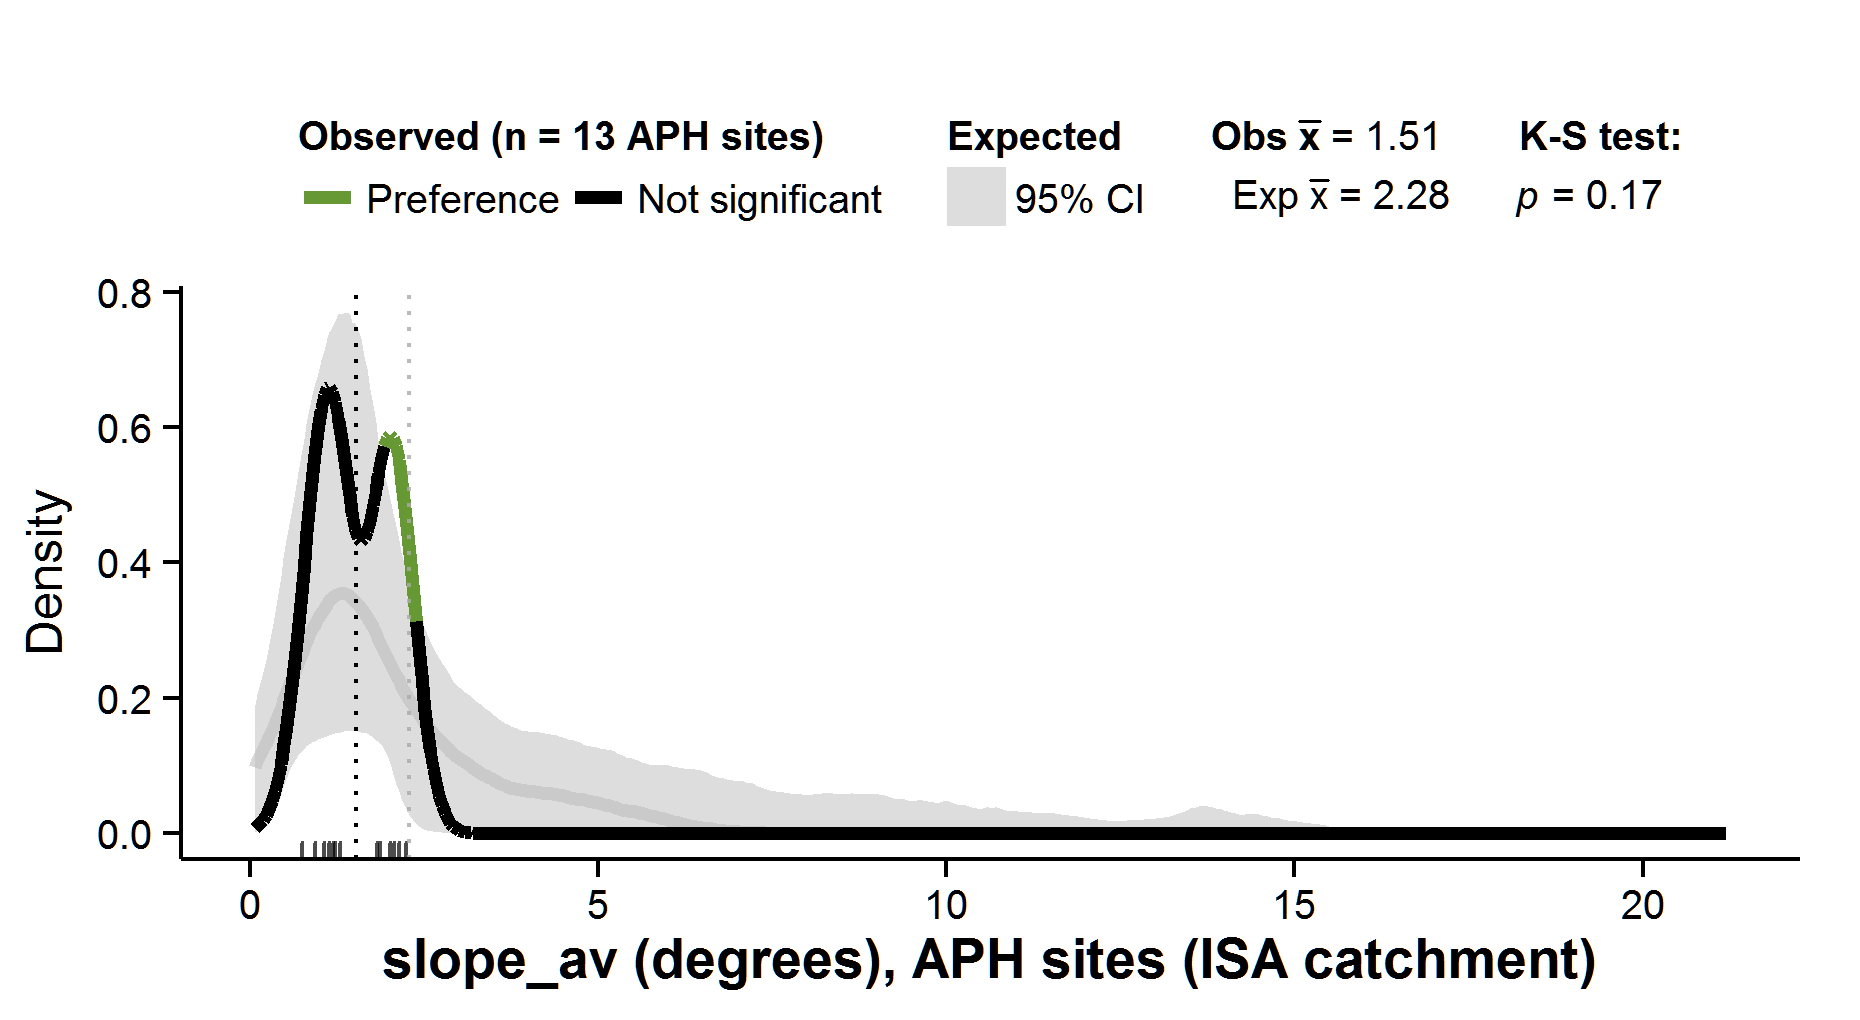 Observed (n = 13 APH sites) Expected Obs x̅ = 1.51 K-S test:
Preference Not significant 95% CI Exp x̅ = 2.28 p = 0.17
0.8
0.6
0.4
0.2
0.0
Density
0 5 10 15 20
slope_av (degrees), APH sites (ISA catchment)